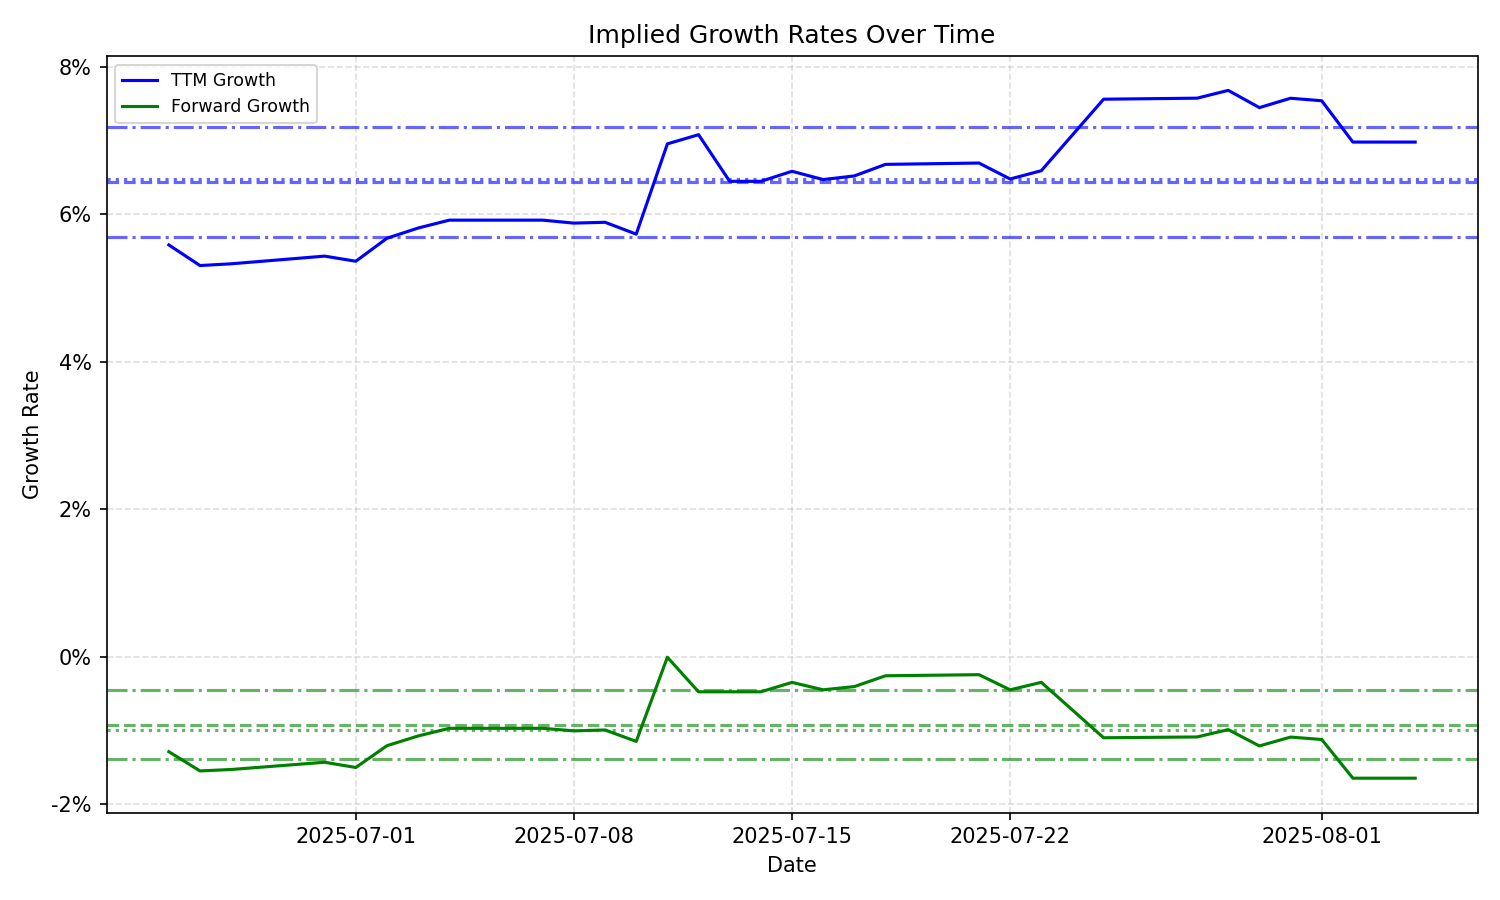 Implied Growth Rates Over Time
TTM Growth
Forward Growth
8%
6%
4%
2%
0%
-2%
Growth Rate
2025-07-01
2025-07-08
2025-07-15
2025-07-22
2025-08-01
Date